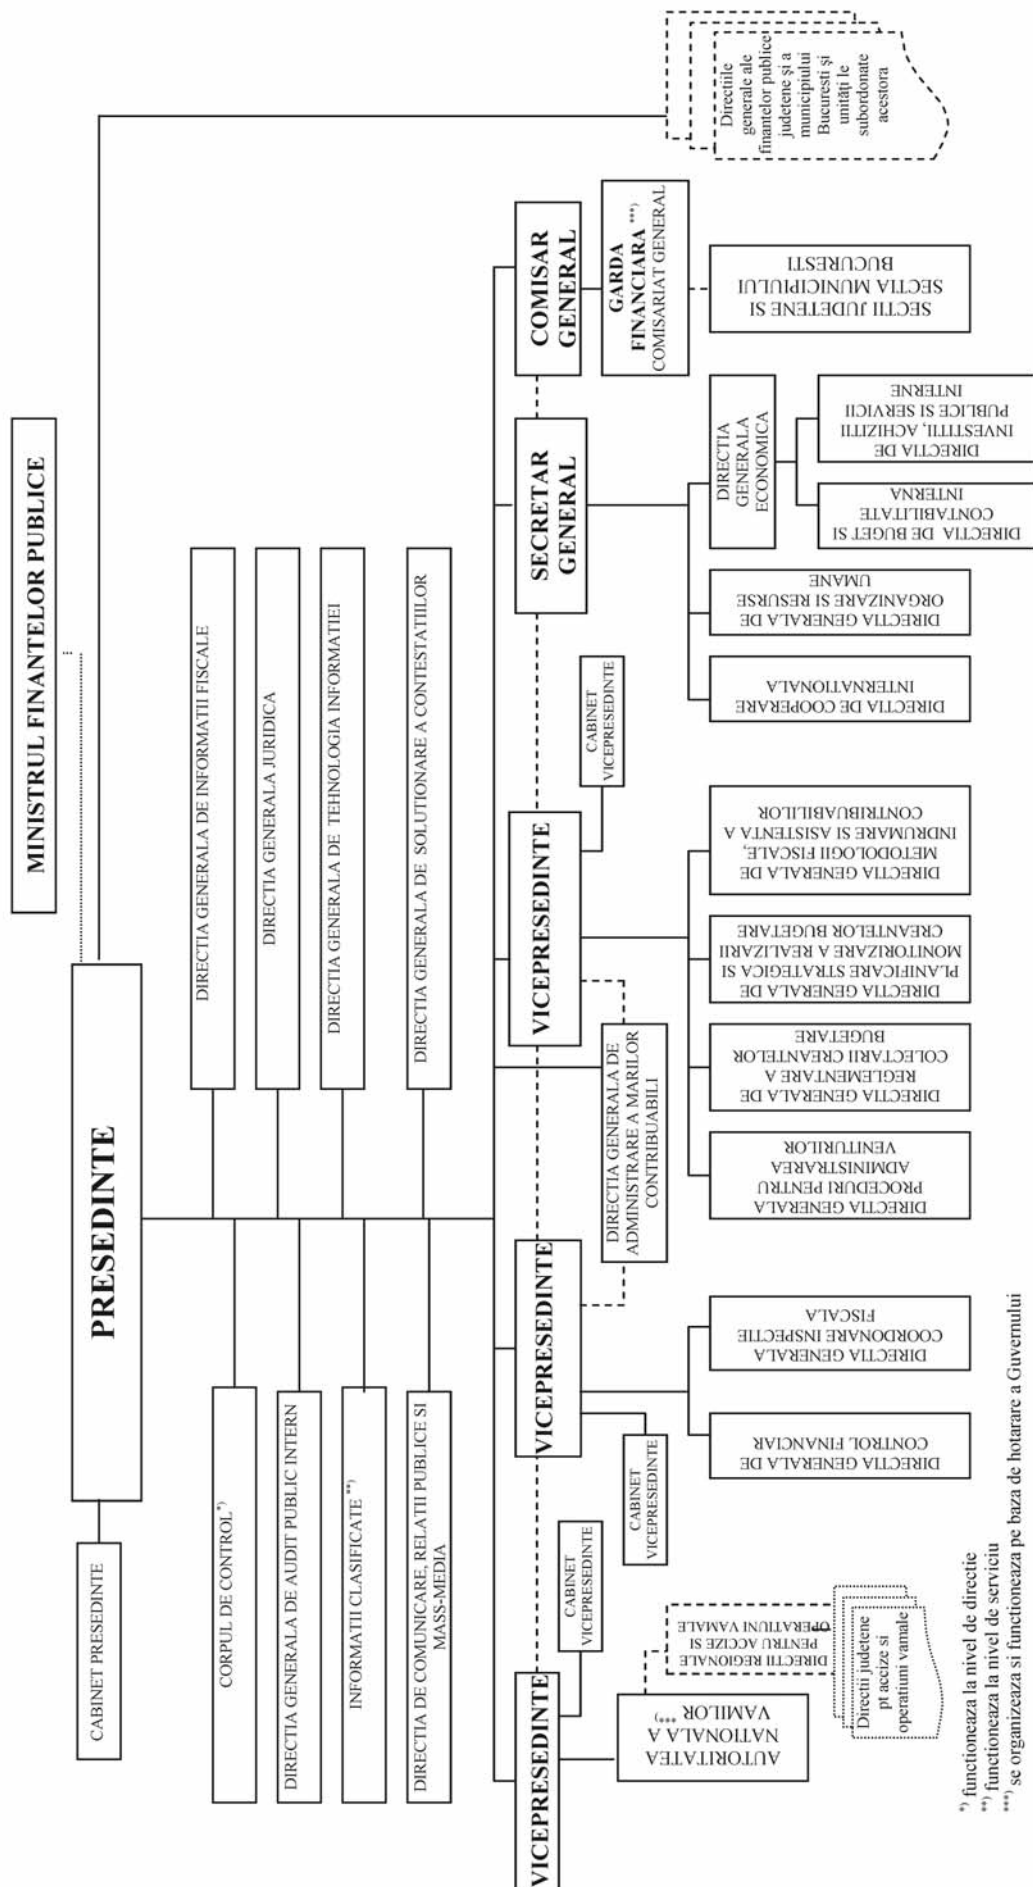 MINISTRUL FINANTELOR PUBLICE
PRESEDINTE
CABINET PRESEDINTE
CORPUL DE CONTROL*)
DIRECTIA GENERALA DE AUDIT PUBLIC INTERN
INFORMATII CLASIFICATE **)
DIRECTIA DE COMUNICARE, RELATII PUBLICE SI
MASS-MEDIA
DIRECTIA GENERALA DE INFORMATII FISCALE
DIRECTIA GENERALA JURIDICA
DIRECTIA GENERALA DE TEHNOLOGIA INFORMATIEI
DIRECTIA GENERALA DE SOLUTIONARE A CONTESTATIILOR
Directiile
generale ale
finantelor publice
judetene și a
municipiului
Bucuresti și
unități le
subordonate
acestora
VICEPRESEDINTE
VICEPRESEDINTE
VICEPRESEDINTE
SECRETAR
GENERAL
COMISAR
GENERAL
CABINET
VICEPRESEDINTE
CABINET
VICEPRESEDINTE
CABINET
VICEPRESEDINTE
DIRECTIA GENERALA DE
ADMINISTRARE A MARILOR
CONTRIBUABILI
GARDA
FINANCIARA ***)
COMISARIAT GENERAL
AUTORITATEA
NATIONALA A
VAMILOR ***)
DIRECTII REGIONALE
PENTRU ACCIZE SI
OPERATIUNI VAMALE
Directii judetene
pt accize si
operatiuni vamale
DIRECTIA GENERALA DE
CONTROL FINANCIAR
DIRECTIA GENERALA
COORDONARE INSPECTIE
FISCALA
DIRECTIA GENERALA
PROCEDURI PENTRU
ADMINISTRAREA
VENITURILOR
DIRECTIA GENERALA DE
REGLEMENTARE A
COLECTARII CREANTELOR
BUGETARE
DIRECTIA GENERALA DE
PLANIFICARE STRATEGICA SI
MONITORIZARE A REALIZARII
CREANTELOR BUGETARE
DIRECTIA GENERALA DE
METODOLOGII FISCALE,
INDRUMARE SI ASISTENTA A
CONTRIBUABILILOR
DIRECTIA DE COOPERARE
INTERNATIONALA
DIRECTIA GENERALA DE
ORGANIZARE SI RESURSE
UMANE
DIRECTIA
GENERALA
ECONOMICA
DIRECTIA DE BUGET SI
CONTABILITATE
INTERNA
DIRECTIA DE
INVESTITII, ACHIZITII
PUBLICE SI SERVICII
INTERNE
SECTII JUDETENE SI
SECTIA MUNICIPIULUI
BUCURESTI
*) functioneaza la nivel de directie
**) functioneaza la nivel de serviciu
***) se organizeaza si functioneaza pe baza de hotarare a Guvernului